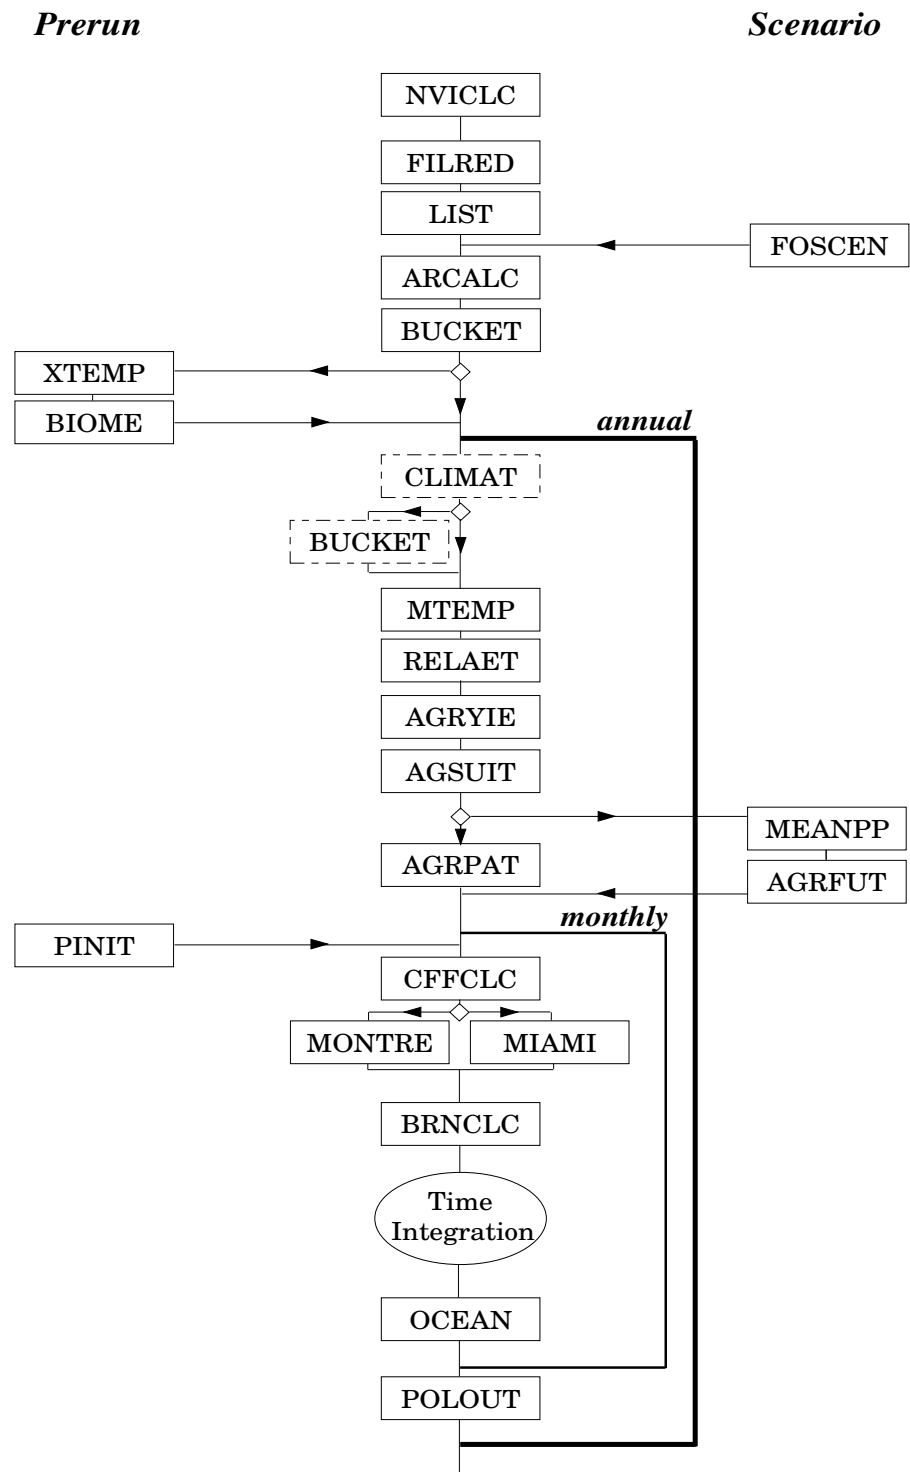 Prerun
Scenario
NVICLC
FILRED
LIST
FOSCEN
ARCALC
BUCKET
XTEMP
BIOME
annual
CLIMAT
BUCKET
MTEMP
RELAET
AGRYIE
AGSUIT
MEANPP
AGRPAT
AGRFUT
monthly
PINIT
CFFCLC
MONTRE
MIAMI
BRNCLC
Time
Integration
OCEAN
POLOUT